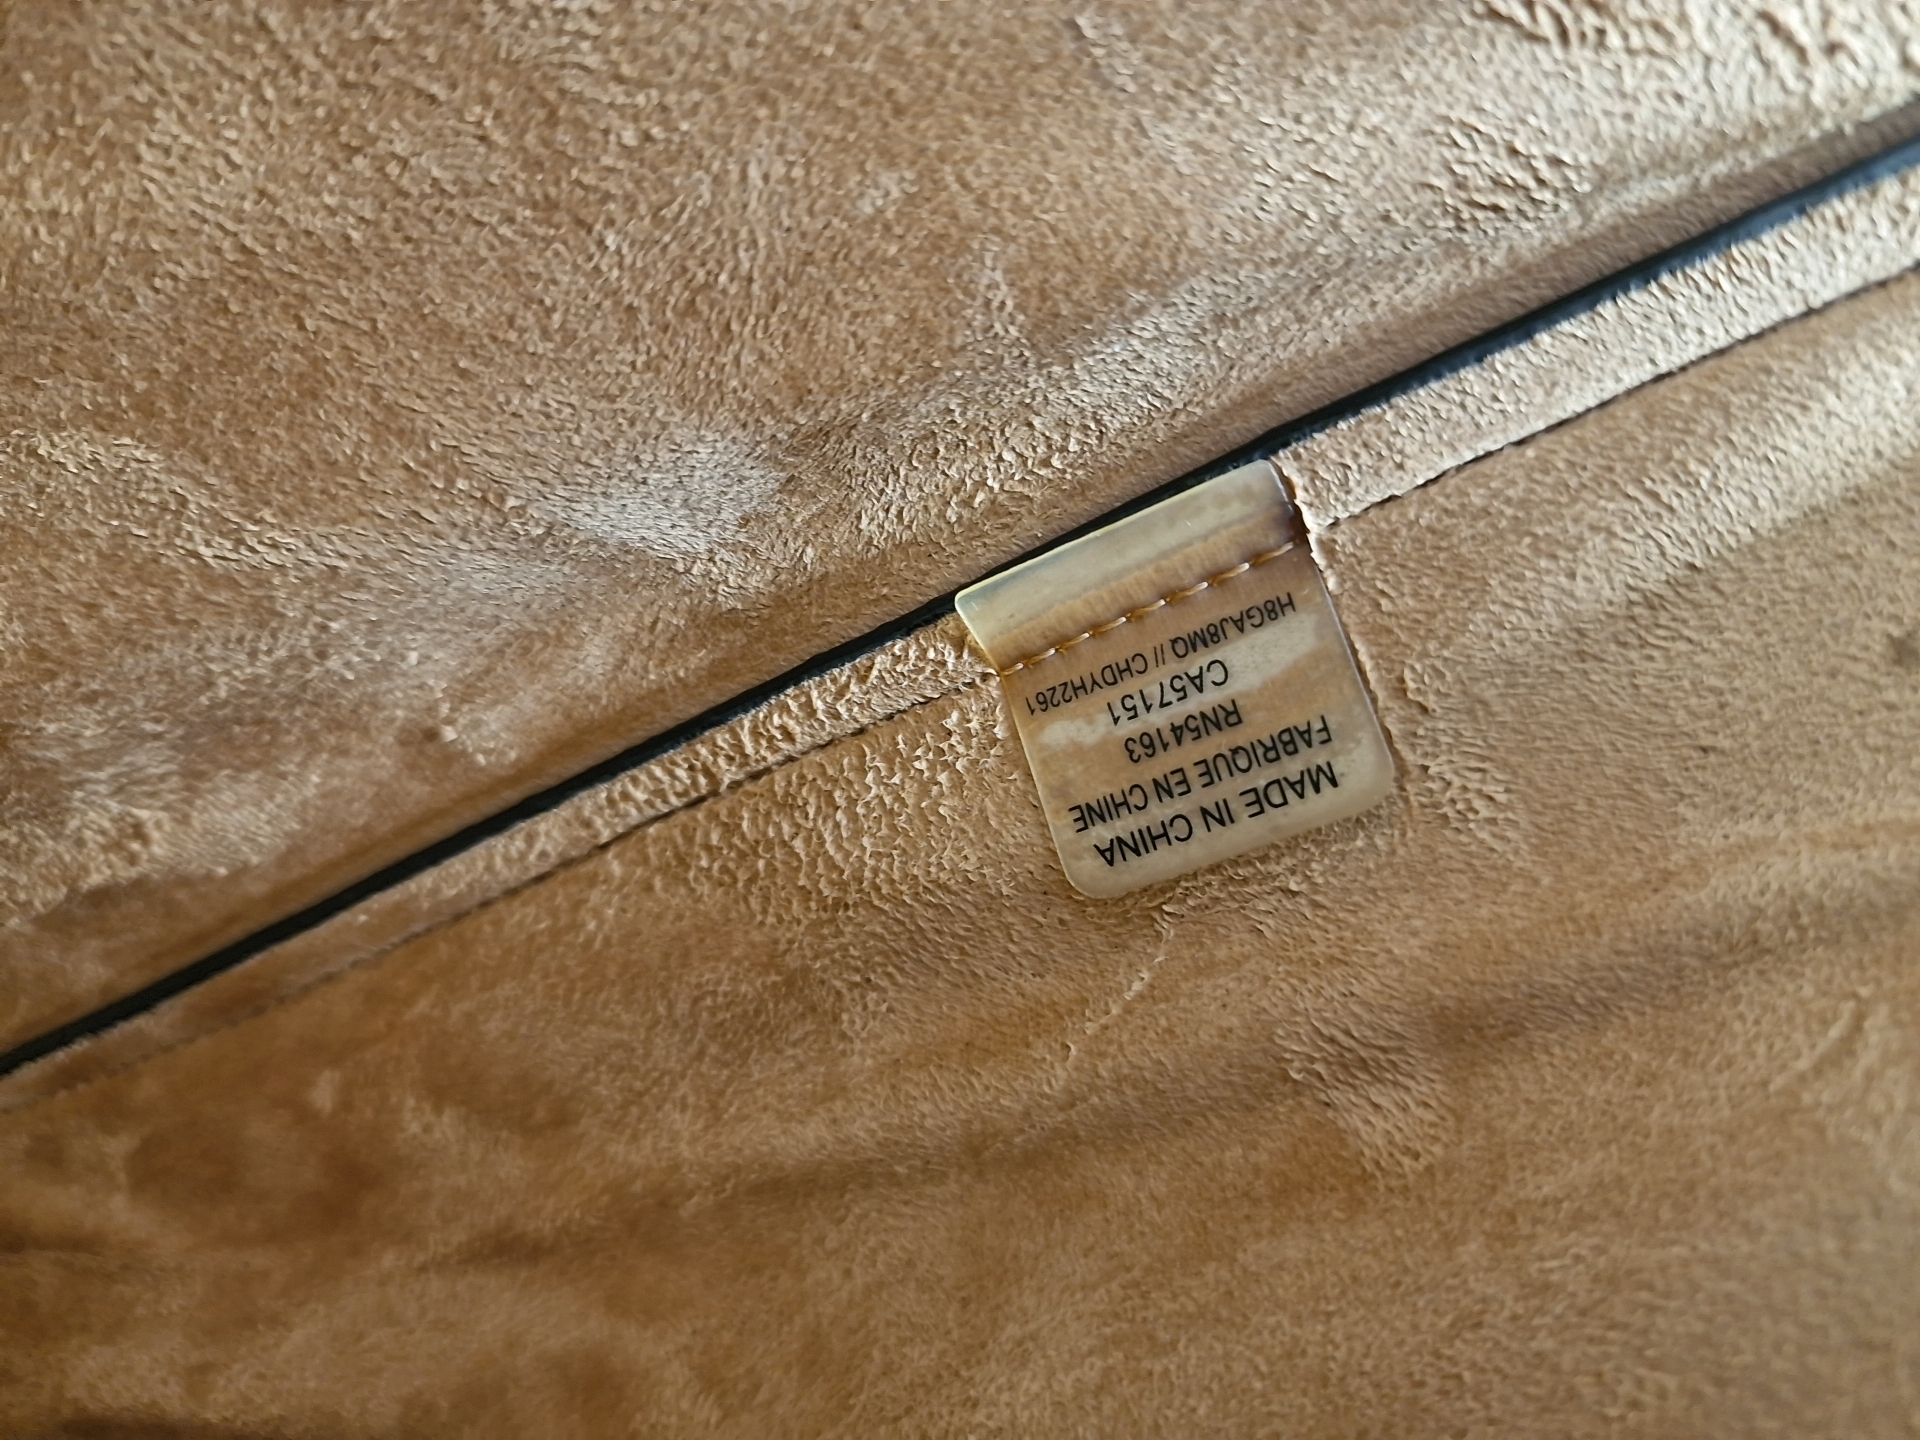 MADE IN CHINA
FABRIQUE EN CHINE
RN54163
CA57151
H8GAJ8MQ // CHDYH2261